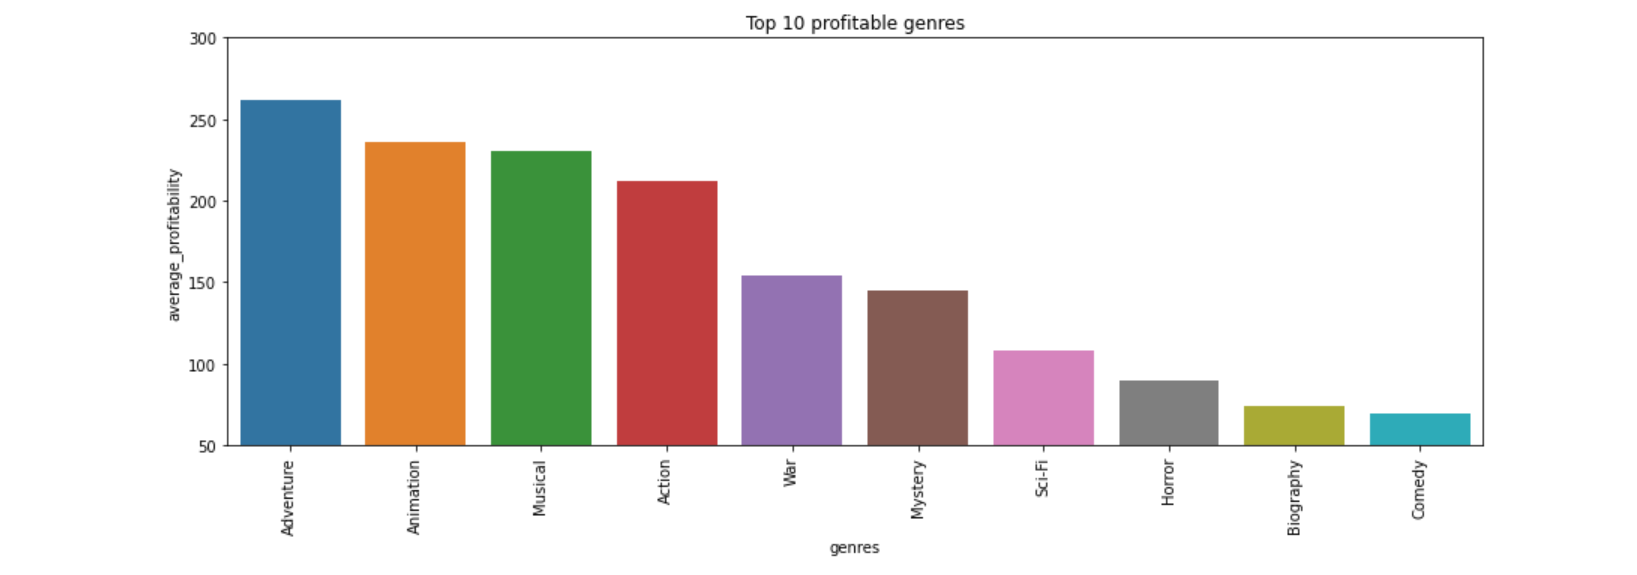 Top 10 profitable genres
300
250
200
150
100
50
average_profitability
Adventure
Animation
Musical
Action
War
Mystery
Sci-Fi
Horror
Biography
Comedy
genres